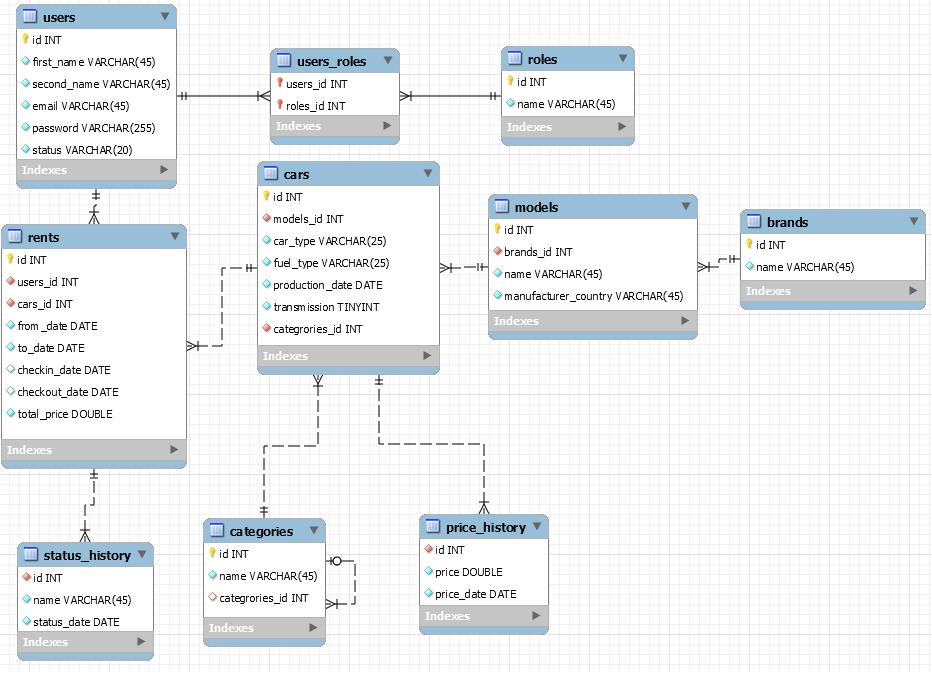 users
id INT
first_name VARCHAR(45)
second_name VARCHAR(45)
email VARCHAR(45)
password VARCHAR(255)
status VARCHAR(20)
Indexes
users_roles
users_id INT
roles_id INT
Indexes
roles
id INT
name VARCHAR(45)
Indexes
rents
id INT
users_id INT
cars_id INT
from_date DATE
to_date DATE
checkin_date DATE
checkout_date DATE
total_price DOUBLE
Indexes
cars
id INT
models_id INT
car_type VARCHAR(25)
fuel_type VARCHAR(25)
production_date DATE
transmission TINYINT
categrories_id INT
Indexes
models
id INT
brands_id INT
name VARCHAR(45)
manufacturer_country VARCHAR(45)
Indexes
brands
id INT
name VARCHAR(45)
Indexes
status_history
id INT
name VARCHAR(45)
status_date DATE
Indexes
categories
id INT
name VARCHAR(45)
categrories_id INT
Indexes
price_history
id INT
price DOUBLE
price_date DATE
Indexes